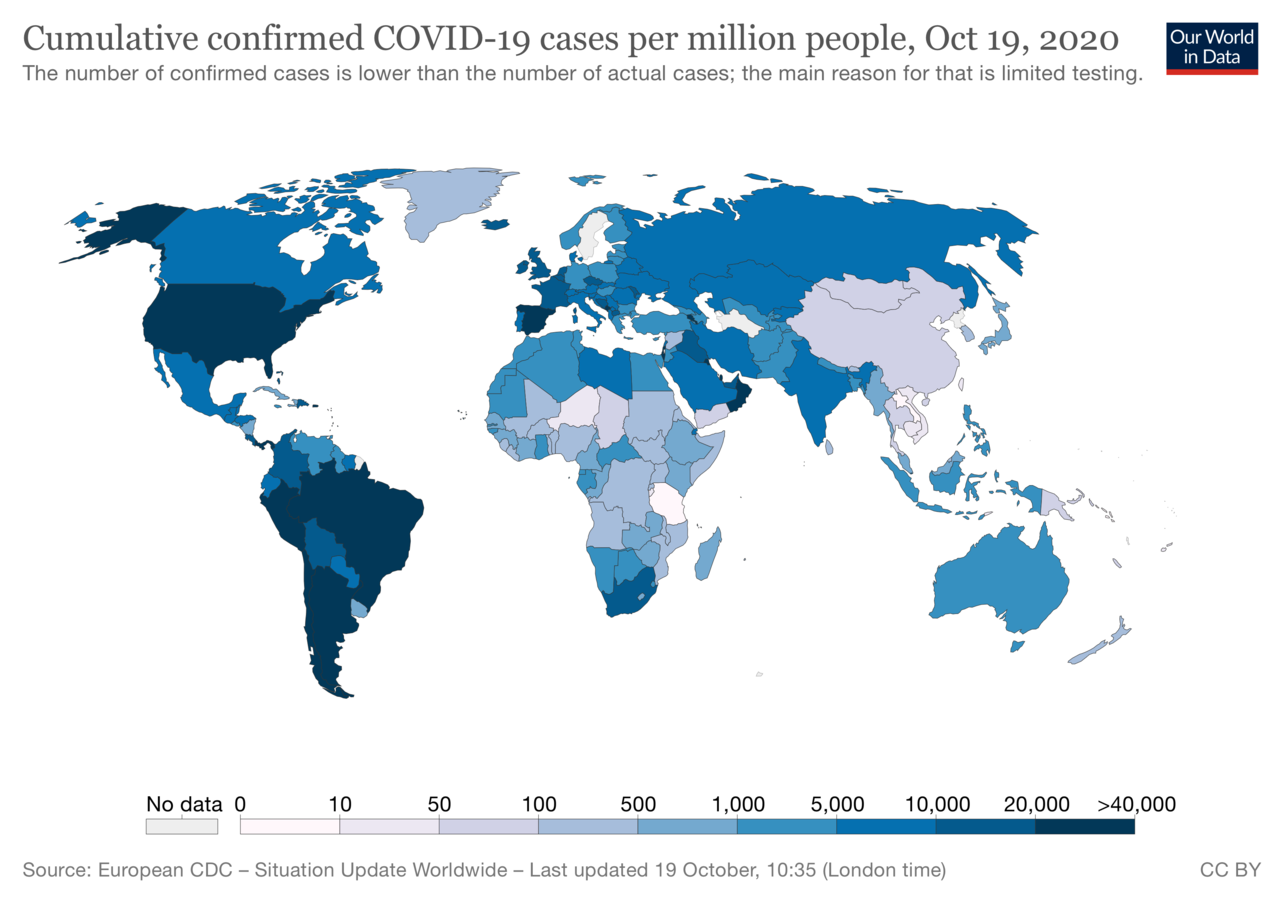 Cumulative confirmed COVID-19 cases per million people, Oct 19, 2020
The number of confirmed cases is lower than the number of actual cases; the main reason for that is limited testing.
Our World
in Data
No data 0 10 50 100 500 1,000 5,000 10,000 20,000 >40,000
Source: European CDC – Situation Update Worldwide – Last updated 19 October, 10:35 (London time)
CC BY